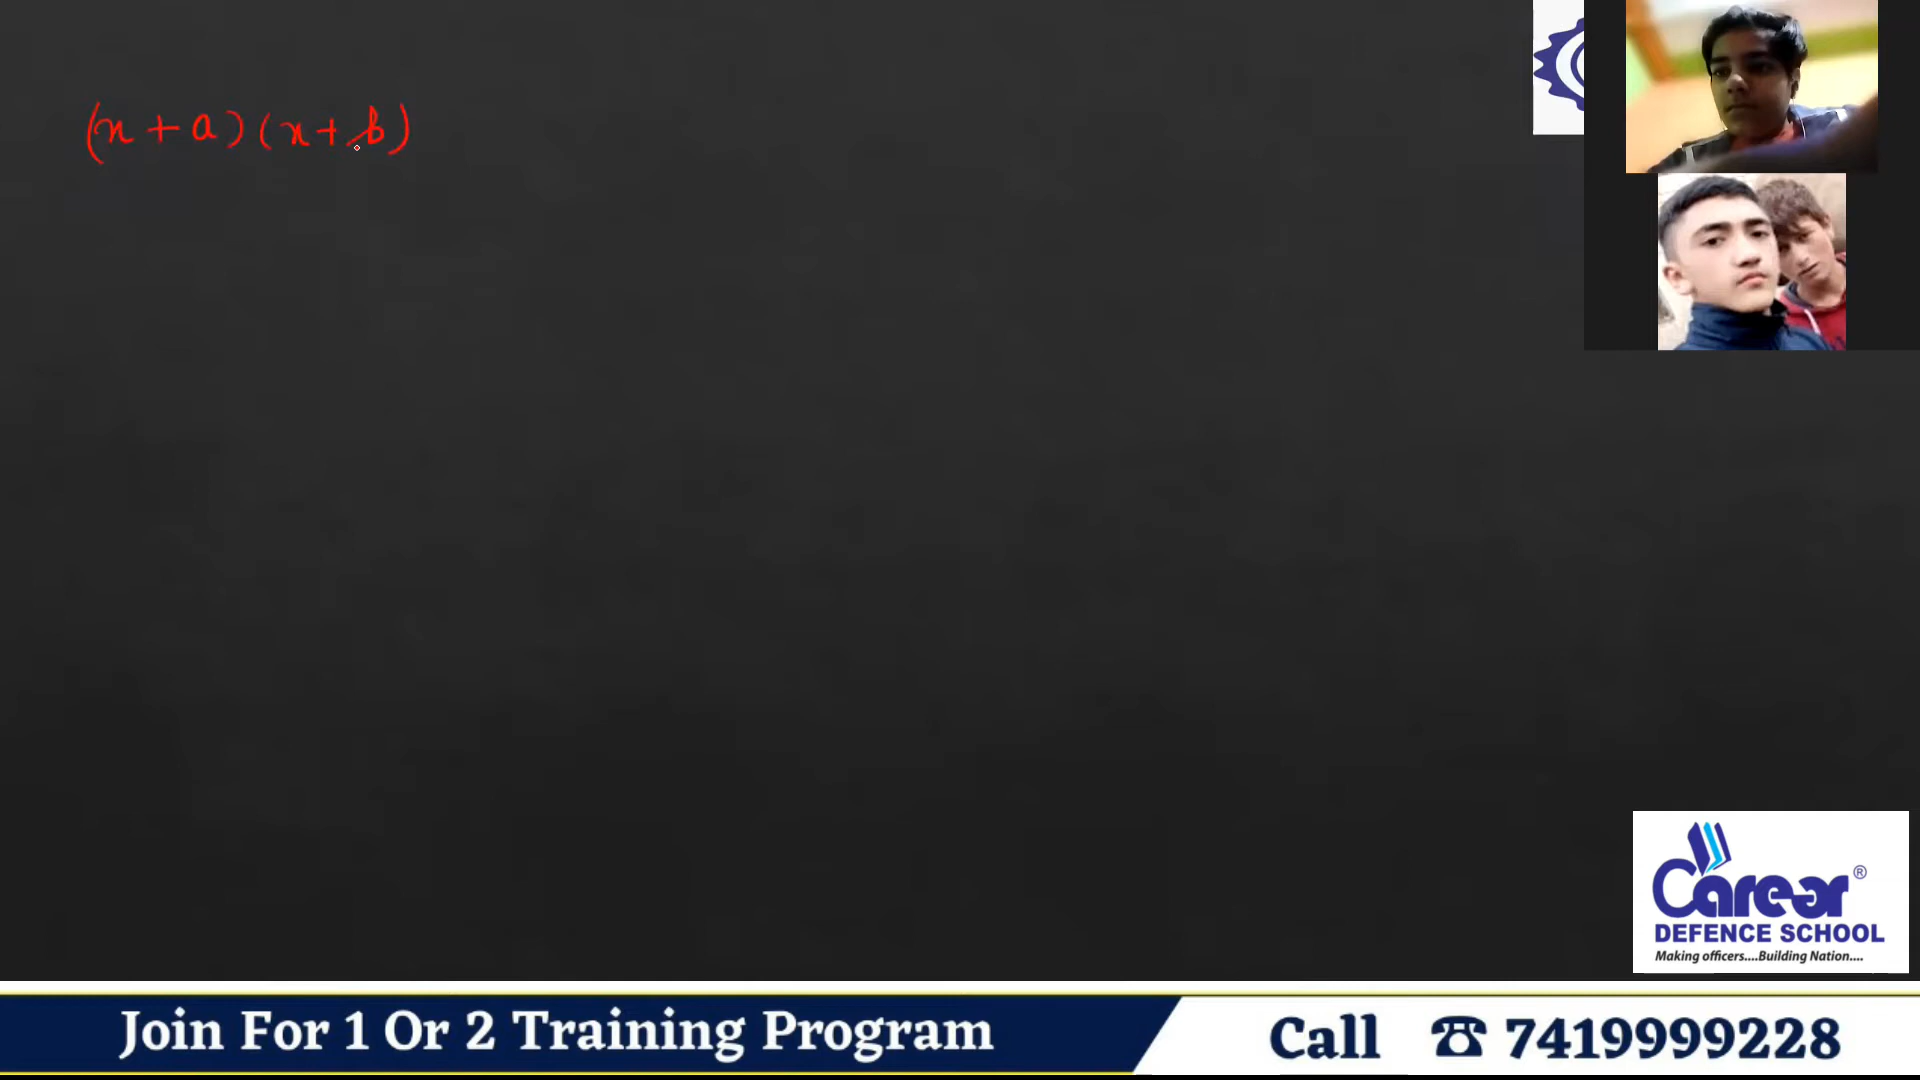 (x + a) (x + b)
Career®
DEFENCE SCHOOL
Making officers....Building Nation....
Join For 1 Or 2 Training Program
Call ☎ 7419999228